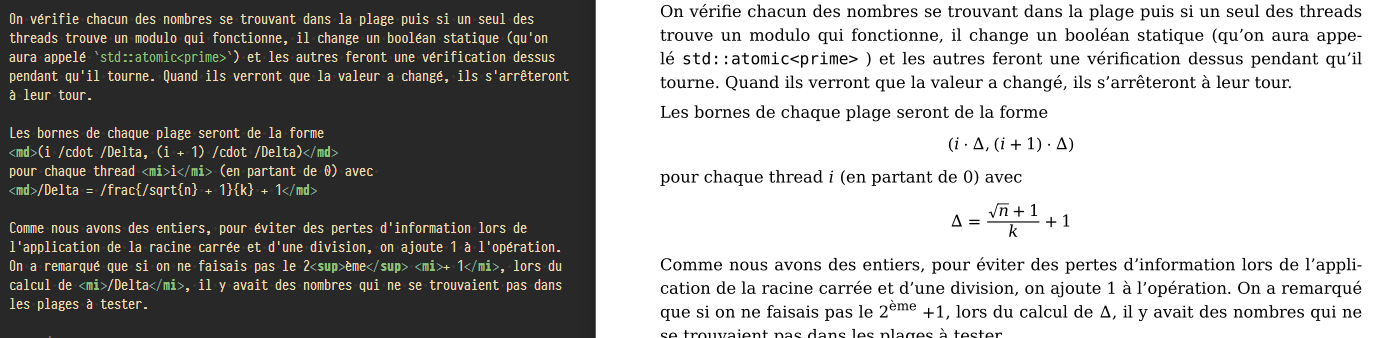 On vérifie chacun des nombres se trouvant dans la plage puis si un seul des
threads trouve un modulo qui fonctionne, il change un booléan statique (qu'on
aura appelé `std::atomic<prime>`) et les autres feront une vérification dessus
pendant qu'il tourne. Quand ils verront que la valeur a changé, ils s'arrêteront
à leur tour.
Les bornes de chaque plage seront de la forme
<md>(i /cdot /Delta, (i + 1) /cdot /Delta)</md>
pour chaque thread <mi>i</mi> (en partant de 0) avec
<md>/Delta = /frac{/sqrt{n} + 1}{k} + 1</md>
Comme nous avons des entiers, pour éviter des pertes d'information lors de
l'application de la racine carrée et d'une division, on ajoute 1 à l'opération.
On a remarqué que si on ne faisais pas le 2<sup>ème</sup> <mi>+ 1</mi>, lors du
calcul de <mi>/Delta</mi>, il y avait des nombres qui ne se trouvaient pas dans
les plages à tester.
On vérifie chacun des nombres se trouvant dans la plage puis si un seul des threads
trouve un modulo qui fonctionne, il change un booléan statique (qu’on aura appe-
lé std::atomic<prime> ) et les autres feront une vérification dessus pendant qu’il
tourne. Quand ils verront que la valeur a changé, ils s’arrêteront à leur tour.
Les bornes de chaque plage seront de la forme
(i · Δ, (i + 1) · Δ)
pour chaque thread i (en partant de 0) avec
Δ = (√n + 1)/k + 1
Comme nous avons des entiers, pour éviter des pertes d’information lors de l’appli-
cation de la racine carrée et d’une division, on ajoute 1 à l’opération. On a remarqué
que si on ne faisais pas le 2ème +1, lors du calcul de Δ, il y avait des nombres qui ne
se trouvaient pas dans les plages à tester